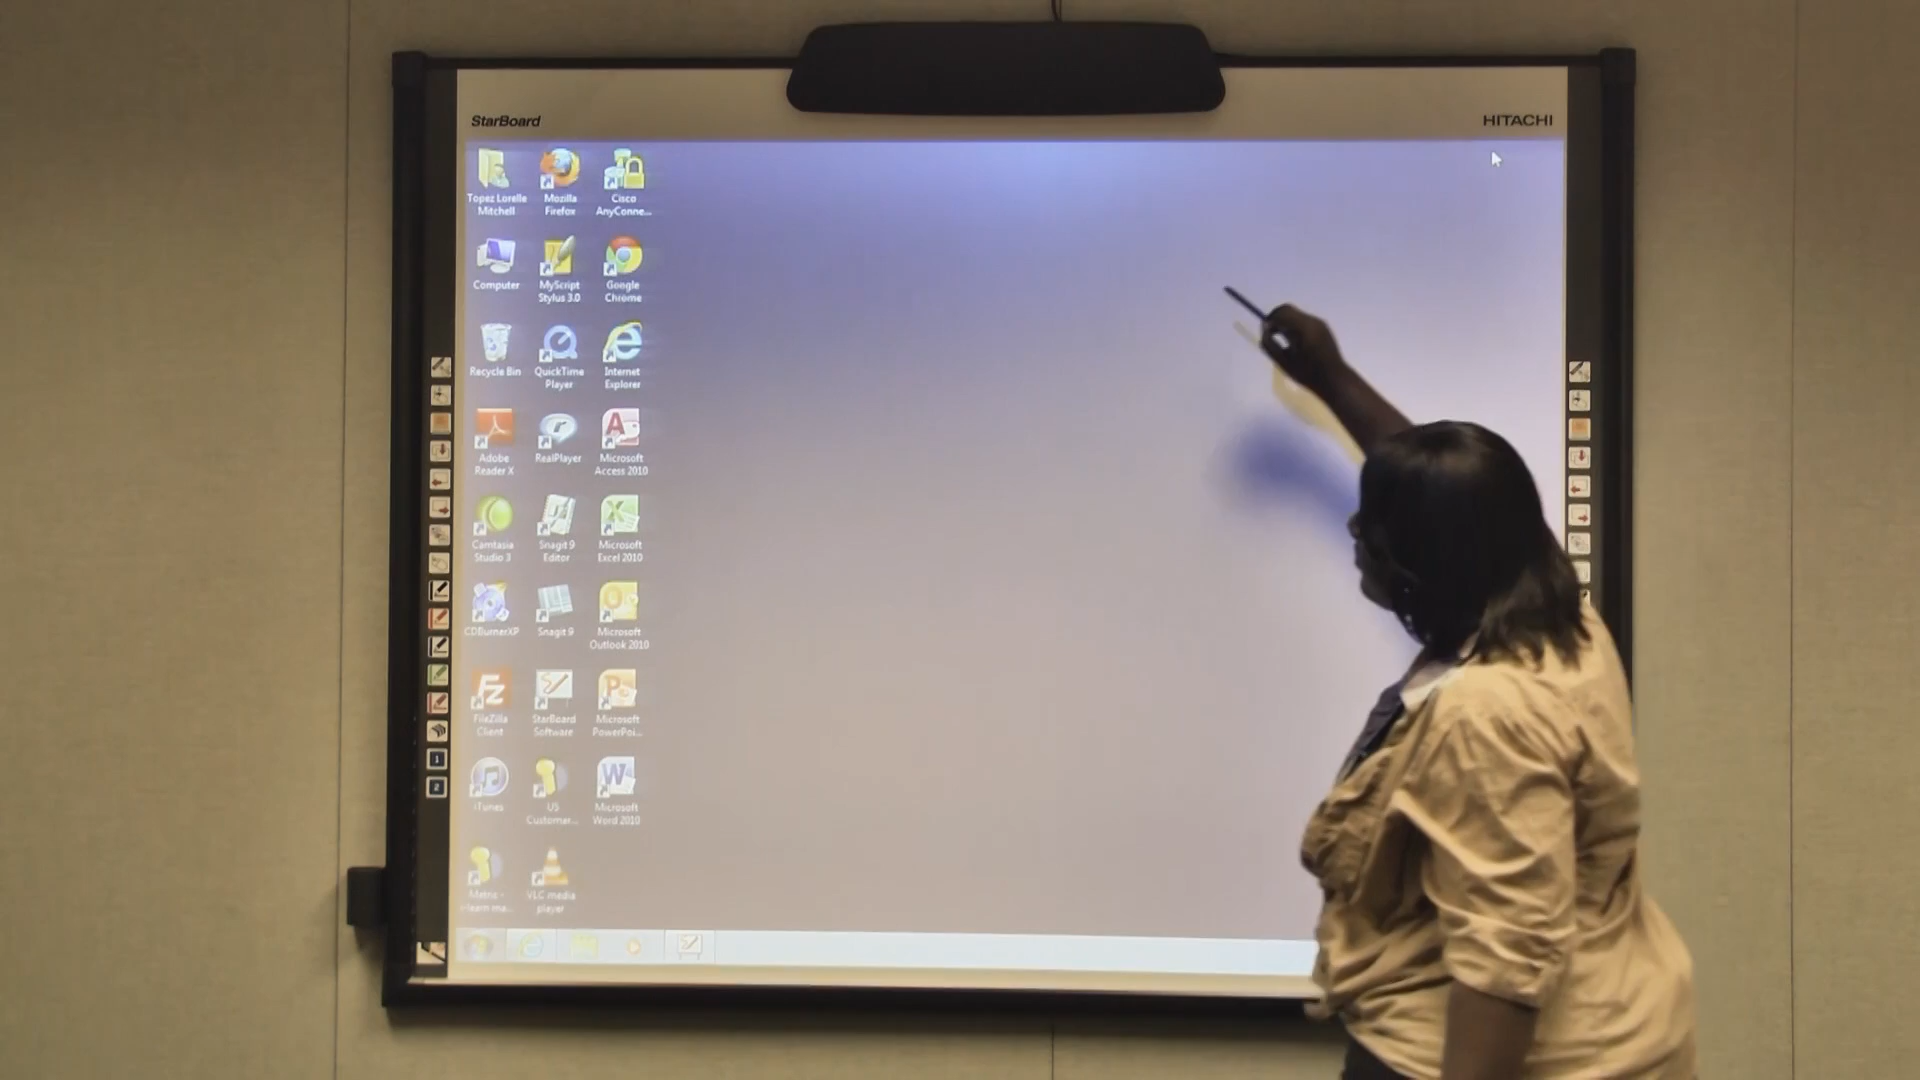 StarBoard
HITACHI
Topez Lorelle
Mitchell
Mozilla
Firefox
Cisco
AnyConne...
Computer
MyScript
Stylus 3.0
Google
Chrome
Recycle Bin
QuickTime
Player
Internet
Explorer
Adobe
Reader X
RealPlayer
Microsoft
Access 2010
Camtasia
Studio 3
Snagit 9
Editor
Microsoft
Excel 2010
CDBurnerXP
Snagit 9
Microsoft
Outlook 2010
FileZilla
Client
StarBoard
Software
Microsoft
PowerPoi...
iTunes
US
Customar...
Microsoft
Word 2010
Metric -
VLC media
player
1
2